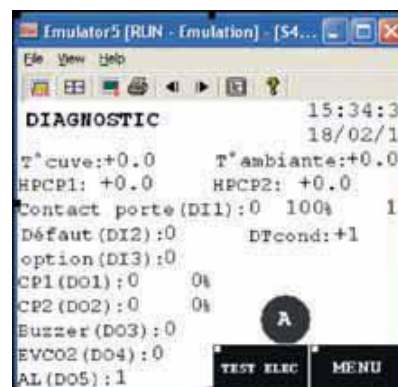 Emulator5 [RUN - Emulation] - [S4...
File View Help
DIAGNOSTIC 15:34:3
18/02/1
T°cuve:+0.0 T°ambiante:+0.0
HPCP1: +0.0 HPCP2: +0.0
Contact porte(DI1):0 100% 1
Défaut(DI2):0 DTcond:+1
option(DI3):0
CP1(DO1):0 0%
CP2(DO2):0 0%
Buzzer(DO3):0
A
EVCO2(DO4):0
AL(DO5):1 TEST ELEC MENU